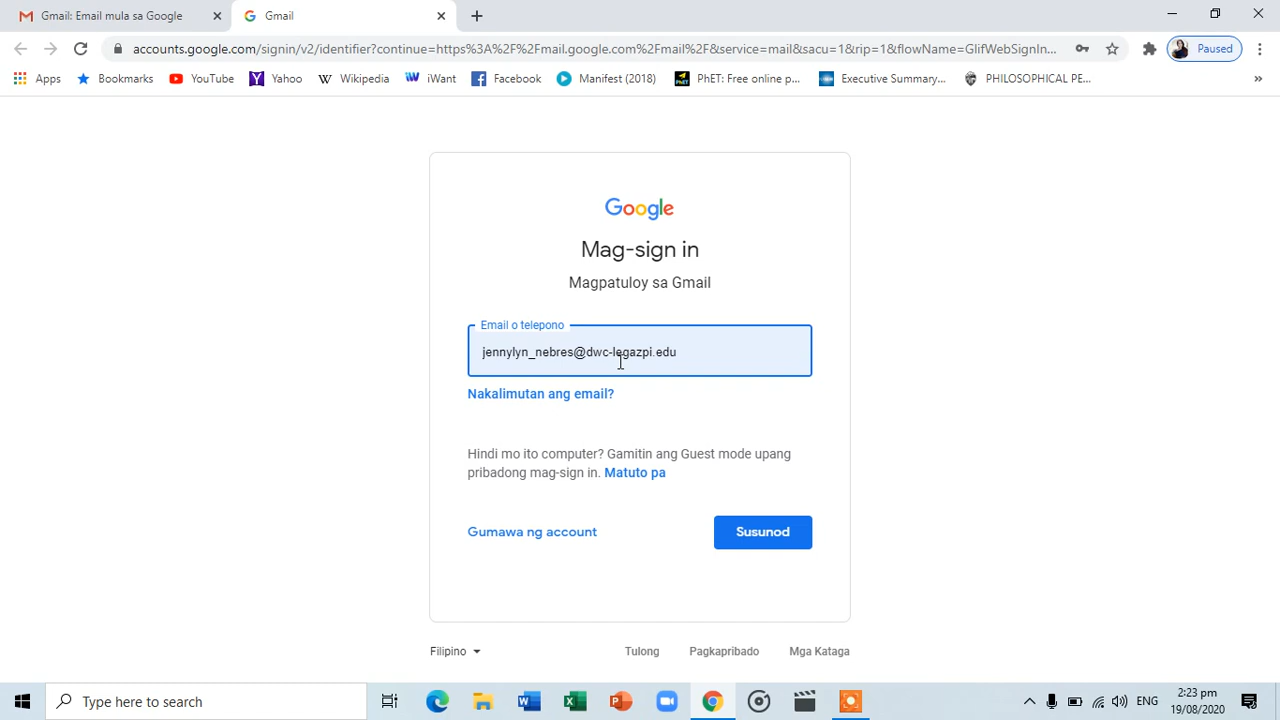 Gmail: Email mula sa Google
Gmail
accounts.google.com/signin/v2/identifier?continue=https%3A%2F%2Fmail.google.com%2Fmail%2F&service=mail&sacu=1&rip=1&flowName=GlifWebSignIn...
Paused
Apps
Bookmarks
YouTube
Yahoo
Wikipedia
iWant
Facebook
Manifest (2018)
PhET: Free online p...
Executive Summary...
PHILOSOPHICAL PE...
»
Google
Mag-sign in
Magpatuloy sa Gmail
Email o telepono
jennylyn_nebres@dwc-legazpi.edu
Nakalimutan ang email?
Hindi mo ito computer? Gamitin ang Guest mode upang
pribadong mag-sign in. Matuto pa
Gumawa ng account
Susunod
Filipino
Tulong
Pagkapribado
Mga Kataga
Type here to search
ENG
2:23 pm
19/08/2020